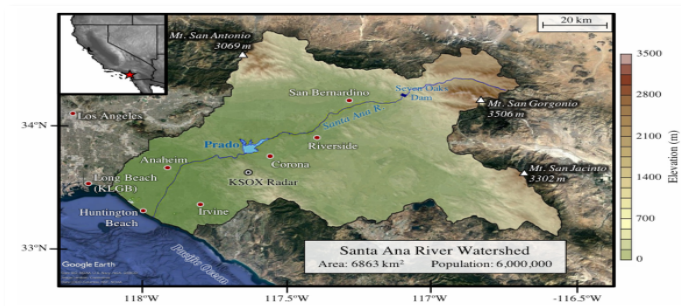 Mt. San Antonio
3069 m
20 km
San Bernardino
Seven Oaks
Dam
Mt. San Gorgonio
3506 m
Los Angeles
Santa Ana R.
Prado
Riverside
Anaheim
Corona
Mt. San Jacinto
3302 m
Long Beach
(KLGB)
KSOX Radar
Huntington
Beach
Irvine
Pacific Ocean
Google Earth
Santa Ana River Watershed
Area: 6863 km²
Population: 6,000,000
34°N
33°N
118°W
117.5°W
117°W
-116.5°W
3500
2800
2100
1400
700
0
Elevation (m)